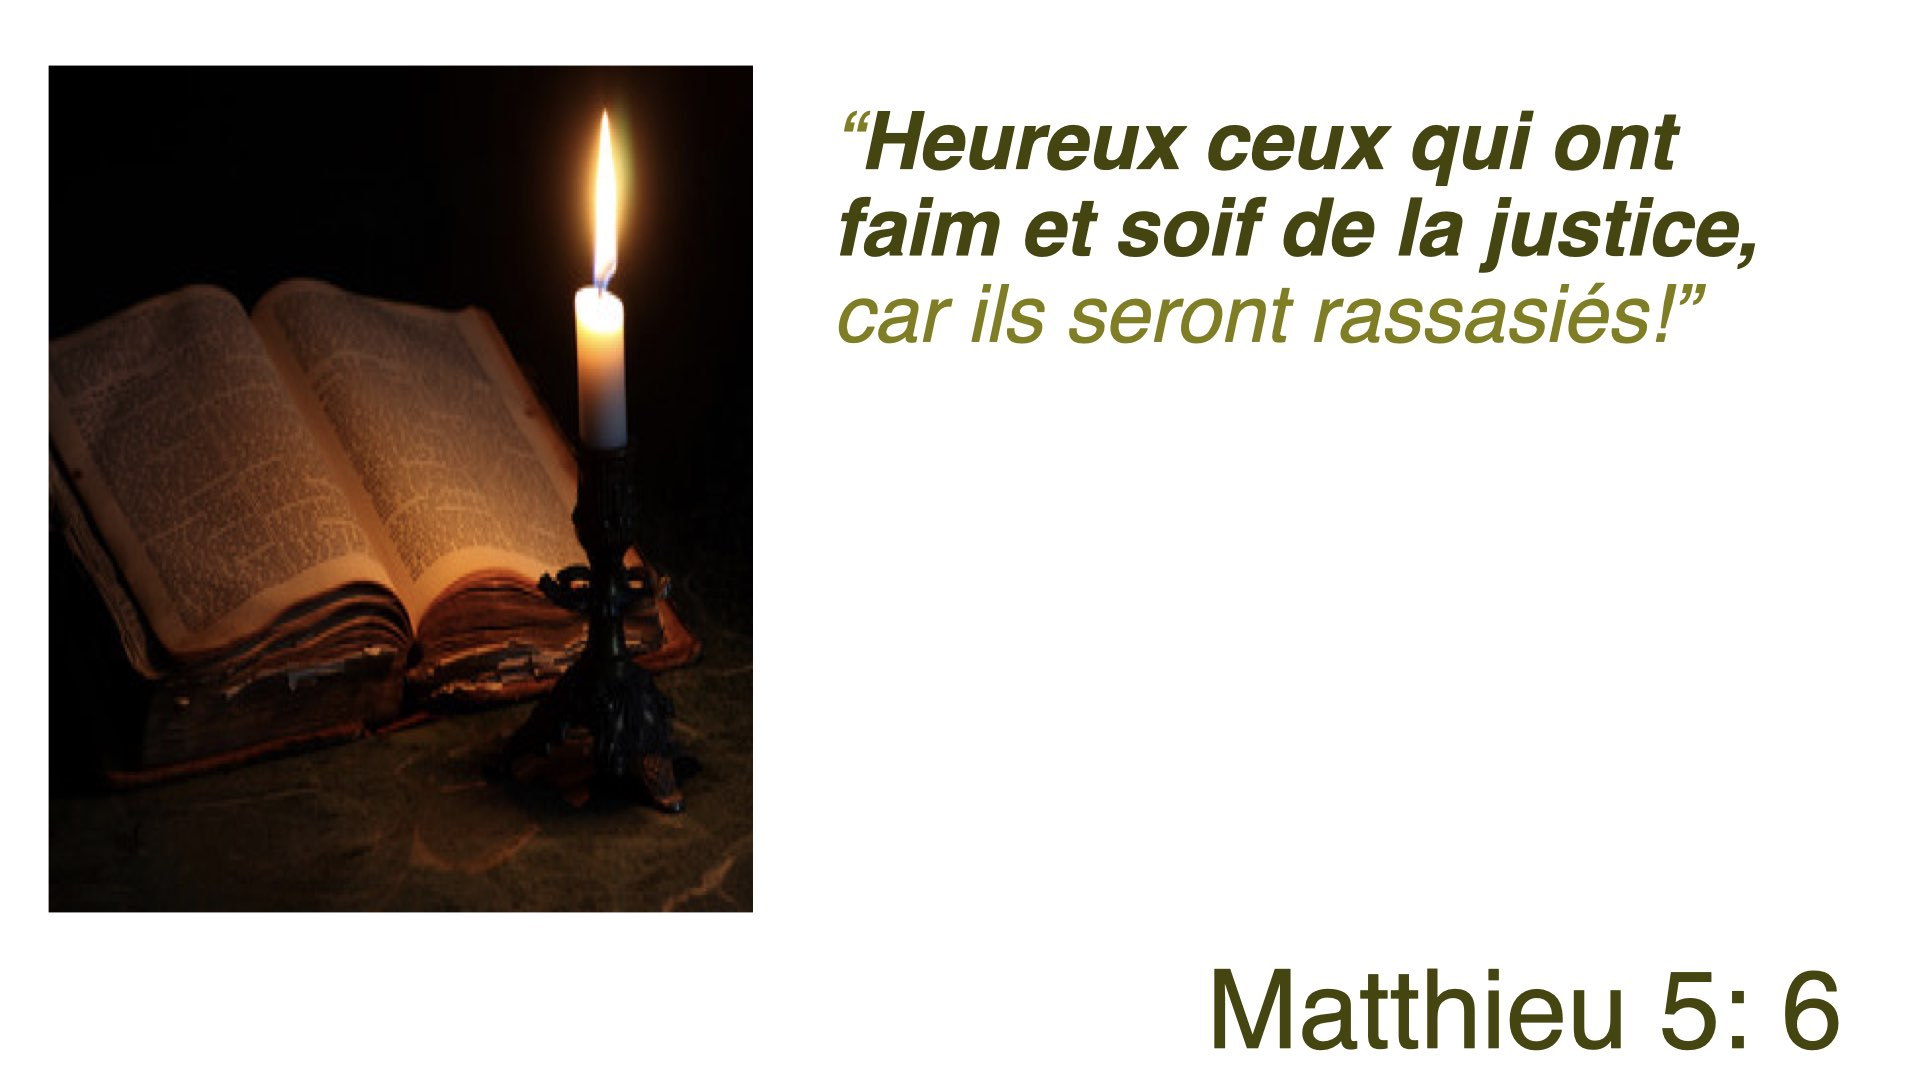 “Heureux ceux qui ont
faim et soif de la justice,
car ils seront rassasiés!”
Matthieu 5: 6